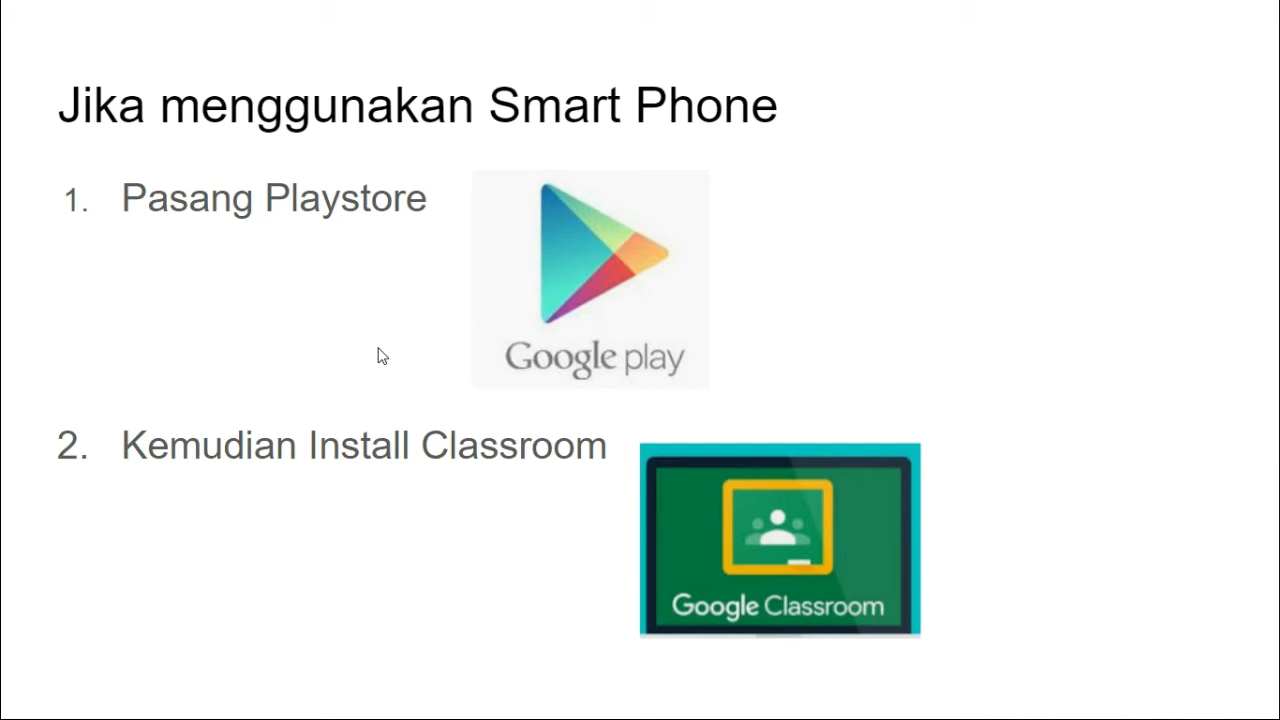 Jika menggunakan Smart Phone
1. Pasang Playstore
Google play
2. Kemudian Install Classroom
Google Classroom